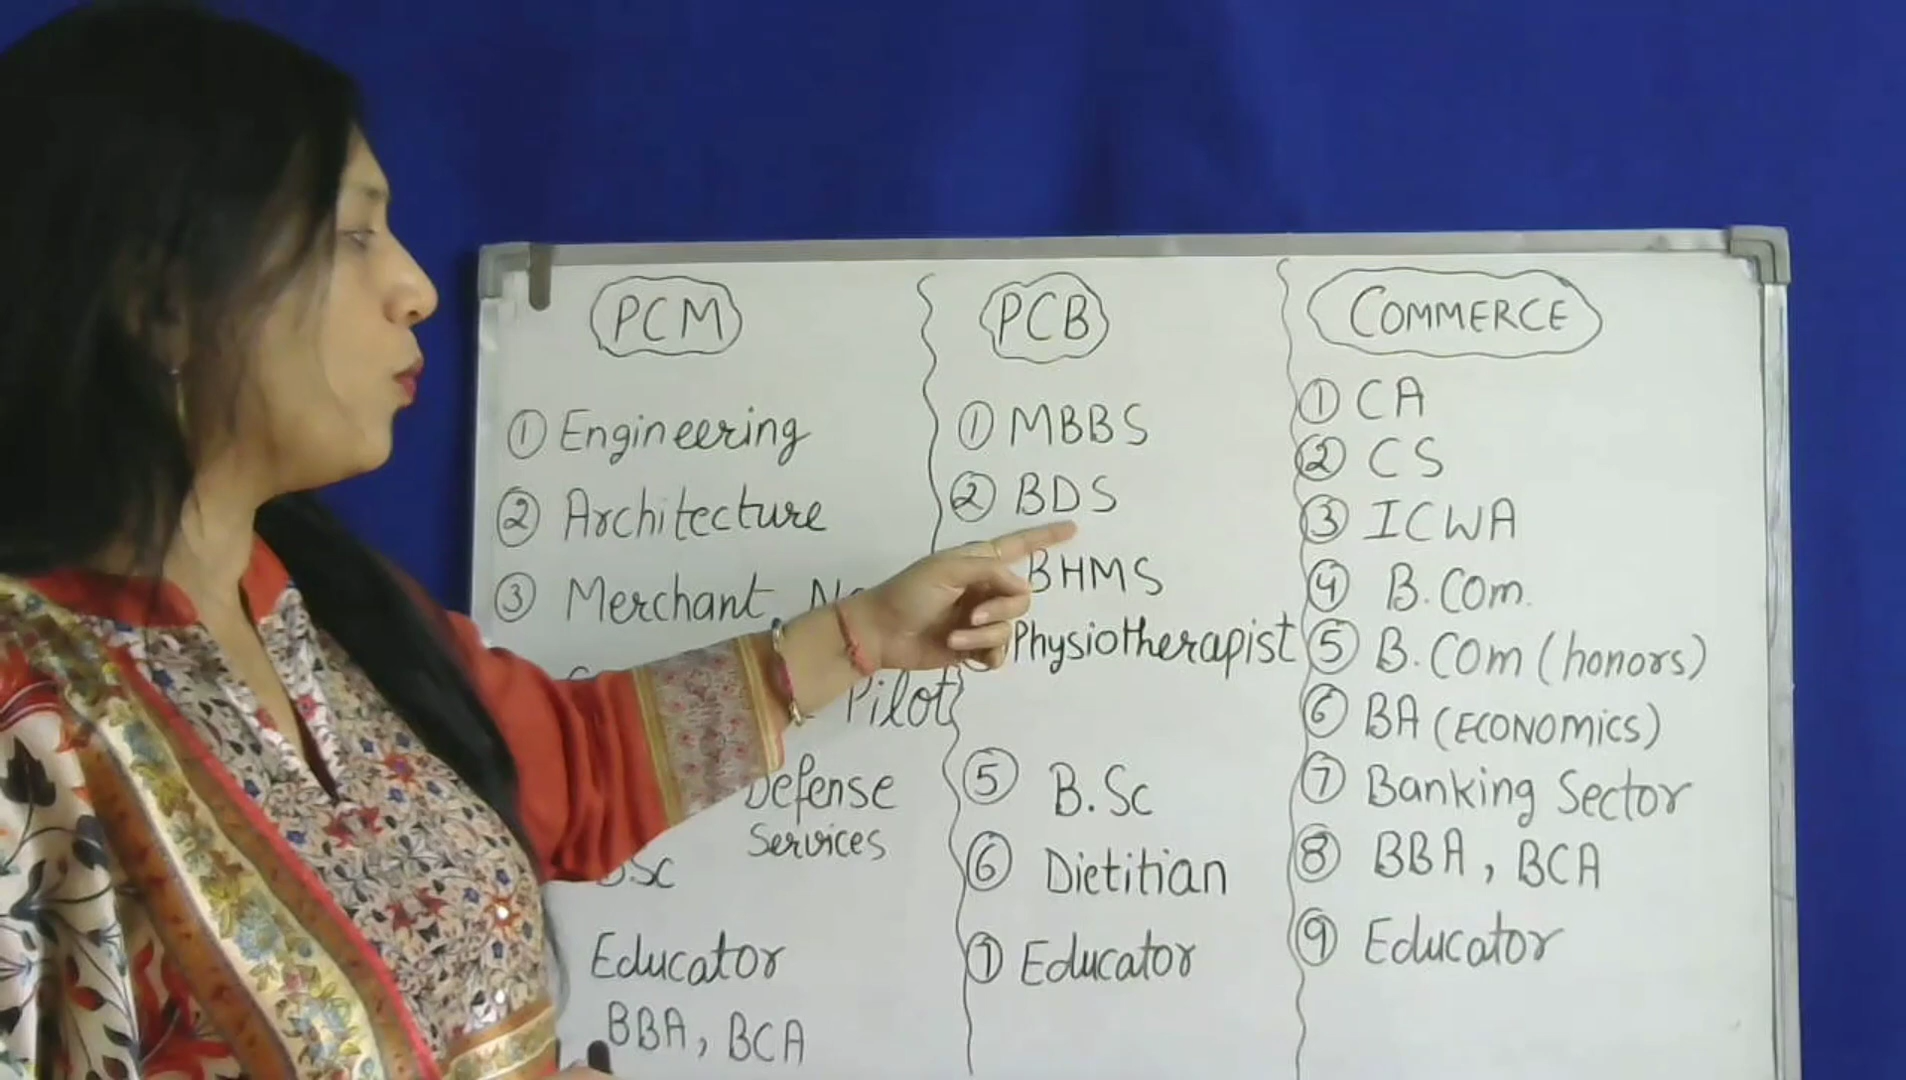 PCM
① Engineering
② Architecture
③ Merchant
Pilot
Defense
Services
B.Sc
Educator
BBA, BCA
PCB
① MBBS
② BDS
BHMS
Physiotherapist
⑤ B.Sc
⑥ Dietitian
⑦ Educator
COMMERCE
① CA
② CS
③ ICWA
④ B.Com.
⑤ B.Com (honors)
⑥ BA (ECONOMICS)
⑦ Banking Sector
⑧ BBA, BCA
⑨ Educator